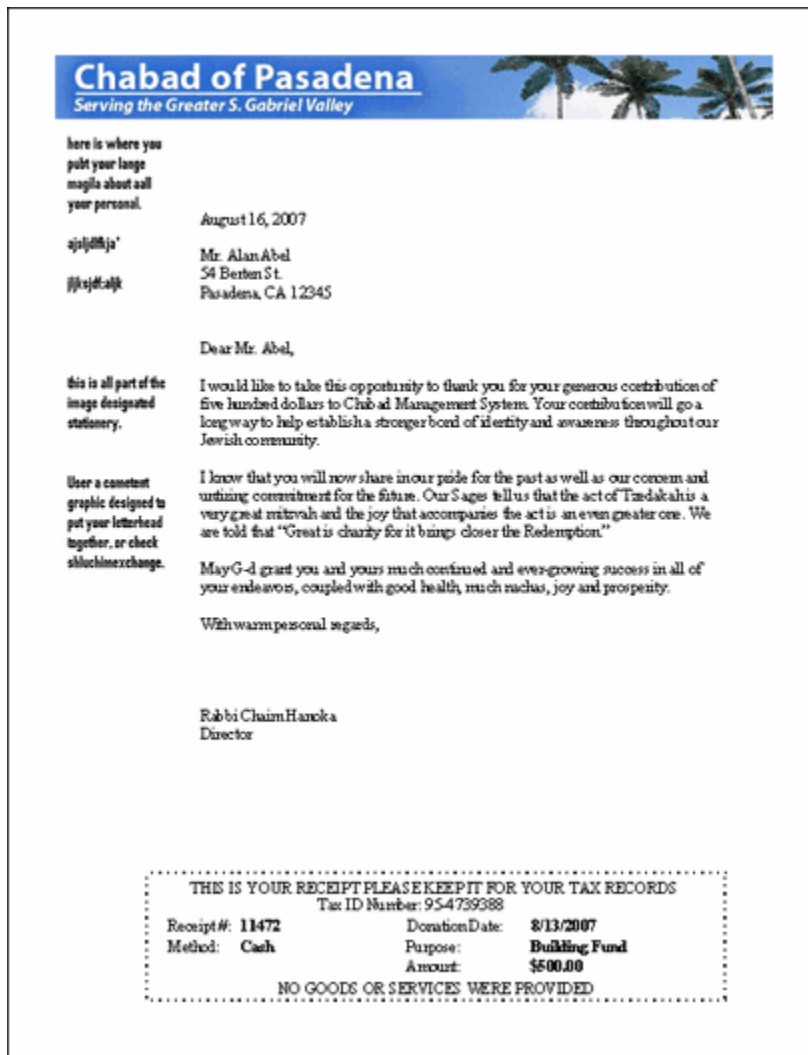 Chabad of Pasadena
Serving the Greater S. Gabriel Valley
here is where you
pubt your lange
magila about aall
your personal.
August 16, 2007
Mr. Alan Abel
54 Berten St.
Pasadena, CA 12345
Dear Mr. Abel,
this is all part of the
image designated
stationery.
I would like to take this opportunity to thank you for your generous contribution of
five hundred dollars to Chabad Management System. Your contribution will go a
long way to help establish a stronger bond of identity and awareness throughout our
Jewish community.
User a cometent
graphic designed to
put your letterhead
together, or check
shluchimexchange.
I know that you will now share in our pride for the past as well as our concern and
untiring commitment for the future. Our Sages tell us that the act of Tzedakah is a
very great mitzvah and the joy that accompanies the act is an even greater one. We
are told that “Great is charity for it brings closer the Redemption.”
May G-d grant you and yours much continued and ever-growing success in all of
your endeavors, coupled with good health, much nachas, joy and prosperity.
With warm personal regards,
Rabbi Chaim Hanoka
Director
THIS IS YOUR RECEIPT PLEASE KEEP IT FOR YOUR TAX RECORDS
Tax ID Number: 95-4739388
Receipt #: 11472 Donation Date: 8/13/2007
Method: Cash Purpose: Building Fund
Amount: $500.00
NO GOODS OR SERVICES WERE PROVIDED